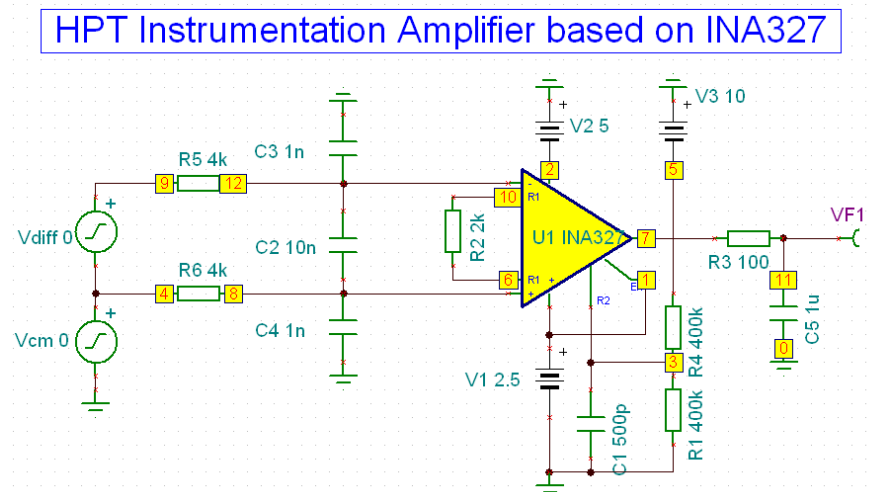 HPT Instrumentation Amplifier based on INA327
+
V3 10
+
V2 5
C3 1n
R5 4k
2
5
9
12
-
10
R1
+
VF1
Vdiff 0
C2 10n
R2 2k
U1 INA327
7
R3 100
R6 4k
6
R1
+
1
11
4
8
+
E
R2
+
Vcm 0
C4 1n
+
R4 400k
C5 1u
0
V1 2.5
3
C1 500p
R1 400k